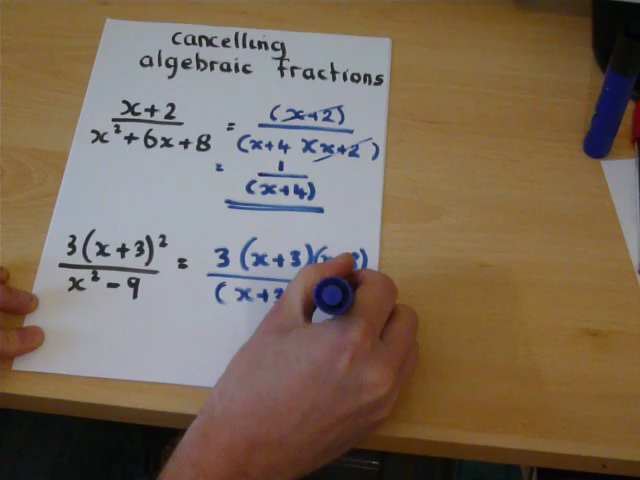 cancelling
algebraic fractions
x+2 / x²+6x+8 = (x+2) / (x+4)(x+2)
= 1 / (x+4)
3(x+3)² / x²-9 = 3(x+3)( / (x+3